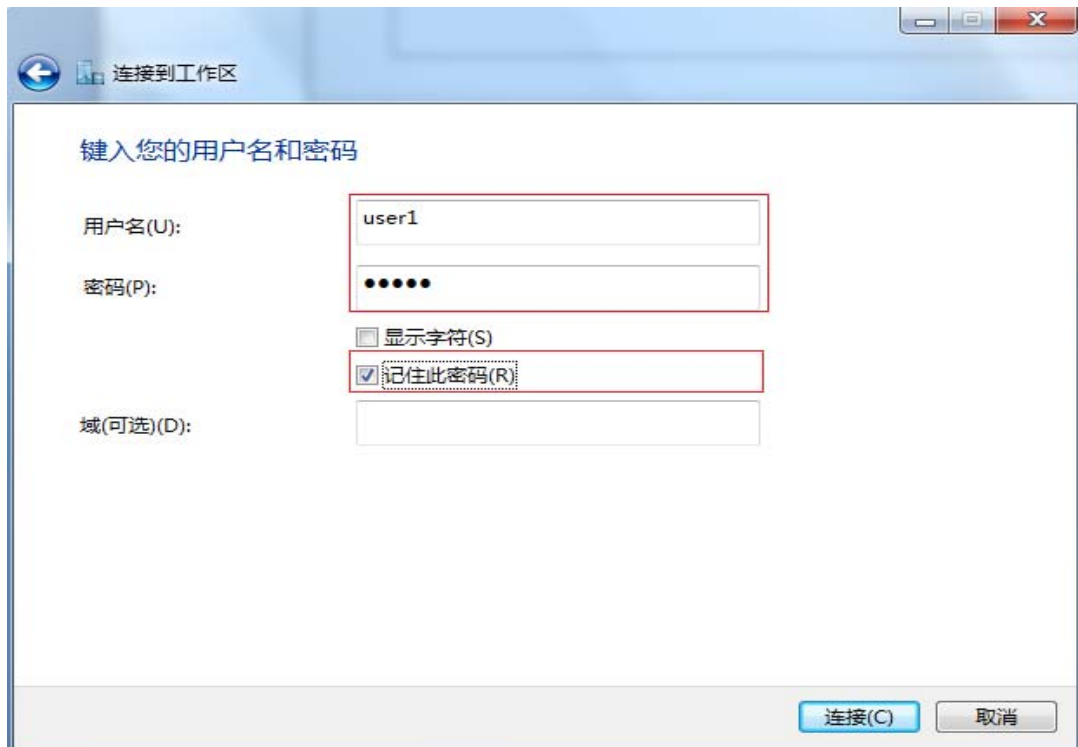 连接到工作区
键入您的用户名和密码
用户名(U):
user1
密码(P):
●●●●●
显示字符(S)
记住此密码(R)
域(可选)(D):
连接(C)
取消